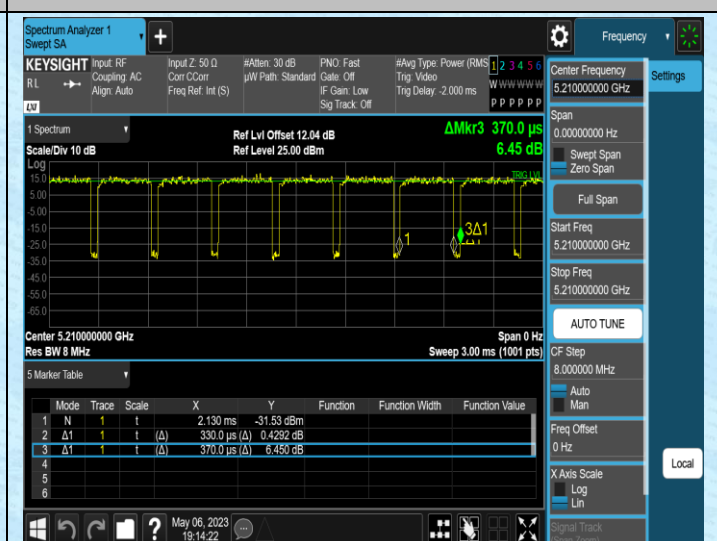 Spectrum Analyzer 1
Swept SA
Frequency
KEYSIGHT
RL
LXI
Input: RF
Coupling: AC
Align: Auto
Input Z: 50 Ω
Corr CCorr
Freq Ref: Int (S)
#Atten: 30 dB
µW Path: Standard
PNO: Fast
Gate: Off
IF Gain: Low
Sig Track: Off
#Avg Type: Power (RMS
Trig: Video
Trig Delay: -2.000 ms
1 2 3 4 5 6
W W W W W W
P P P P P P
Center Frequency
5.210000000 GHz
Settings
Span
0.00000000 Hz
Swept Span
Zero Span
Full Span
Start Freq
5.210000000 GHz
Stop Freq
5.210000000 GHz
AUTO TUNE
CF Step
8.000000 MHz
Auto
Man
Freq Offset
0 Hz
X Axis Scale
Log
Lin
Signal Track
(Span Zoom)
Local
1 Spectrum
Scale/Div 10 dB
Ref Lvl Offset 12.04 dB
Ref Level 25.00 dBm
ΔMkr3 370.0 µs
6.45 dB
Log
15.0
5.00
-5.00
-15.0
-25.0
-35.0
-45.0
-55.0
-65.0
TRIG LVL
1
3Δ1
Center 5.210000000 GHz
Res BW 8 MHz
Span 0 Hz
Sweep 3.00 ms (1001 pts)
5 Marker Table
Mode Trace Scale X Y Function Function Width Function Value
1 N 1 t 2.130 ms -31.53 dBm
2 Δ1 1 t (Δ) 330.0 µs (Δ) 0.4292 dB
3 Δ1 1 t (Δ) 370.0 µs (Δ) 6.450 dB
4
5
6
?
May 06, 2023
19:14:22